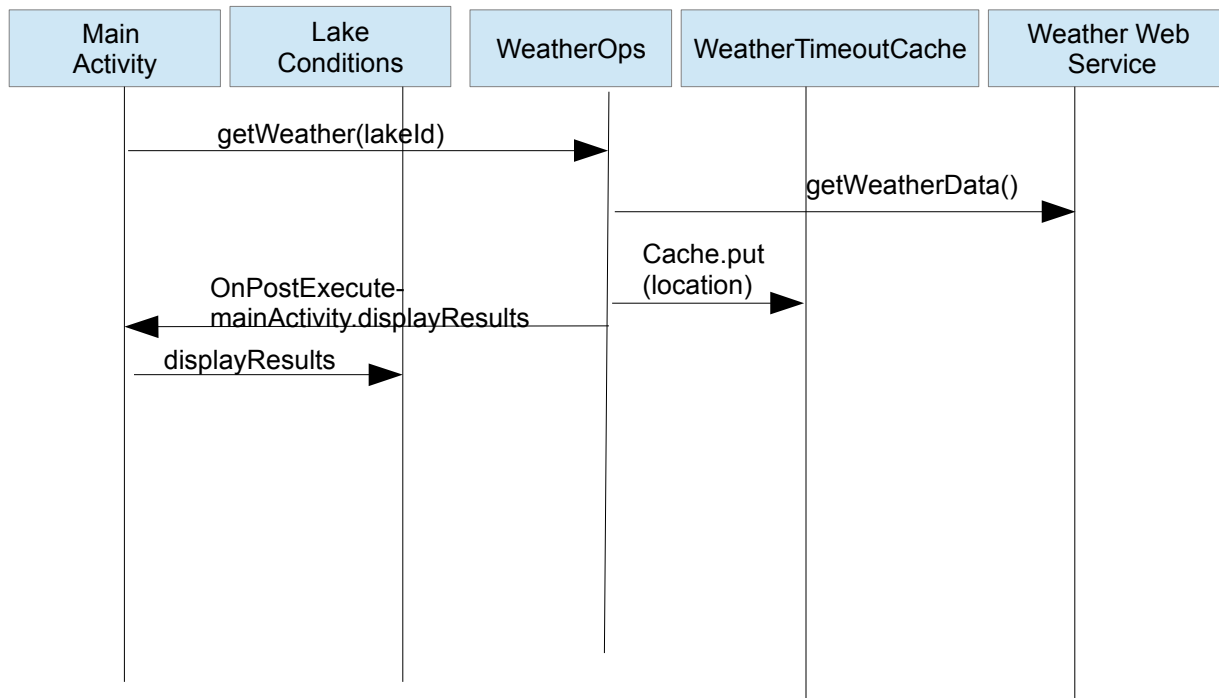 Main
Activity
Lake
Conditions
WeatherOps
WeatherTimeoutCache
Weather Web
Service
getWeather(lakeId)
getWeatherData()
Cache.put
(location)
OnPostExecute-
mainActivity.displayResults
displayResults